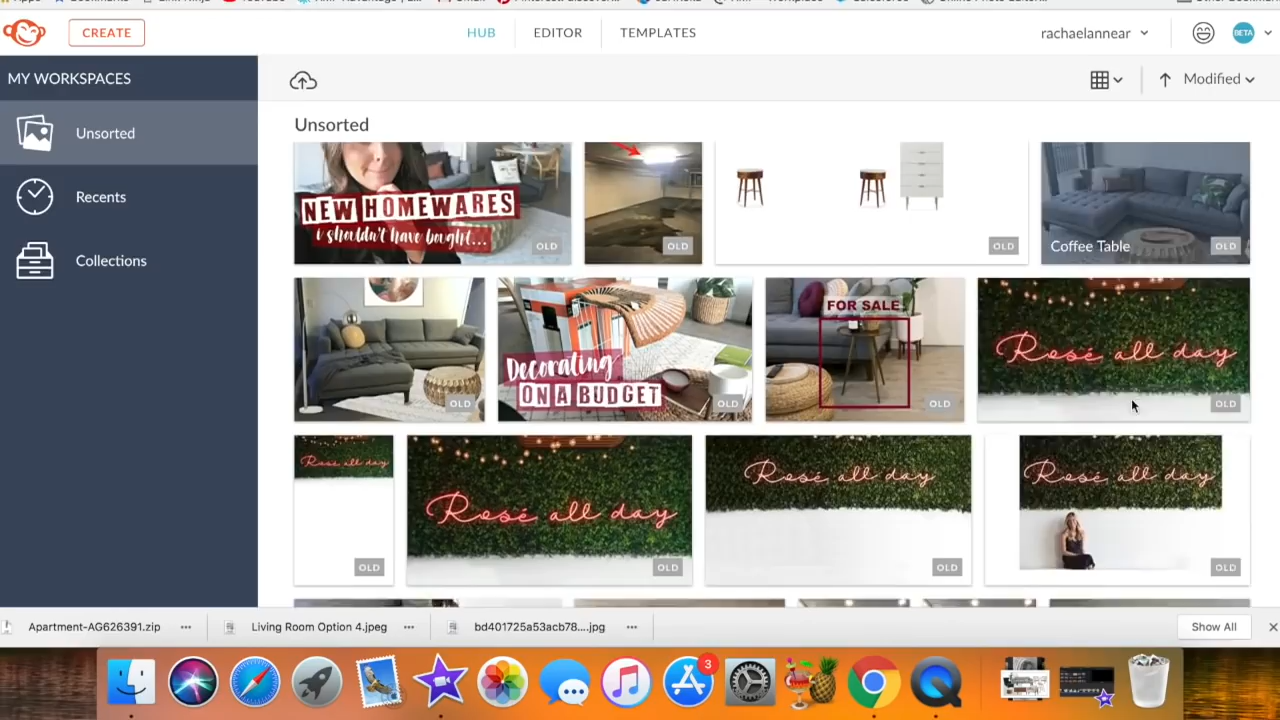 CREATE
HUB
EDITOR
TEMPLATES
rachaelannear
BETA
MY WORKSPACES
Unsorted
Recents
Collections
Modified
Unsorted
NEW HOMEWARES
i shouldn't have bought...
OLD
OLD
OLD
Coffee Table
OLD
OLD
Decorating
ON A BUDGET
OLD
FOR SALE
OLD
Rosé all day
OLD
Rosé all day
OLD
Rosé all day
OLD
Rosé all day
OLD
Rosé all day
OLD
Apartment-AG626391.zip
Living Room Option 4.jpeg
bd401725a53acb78....jpg
Show All
3